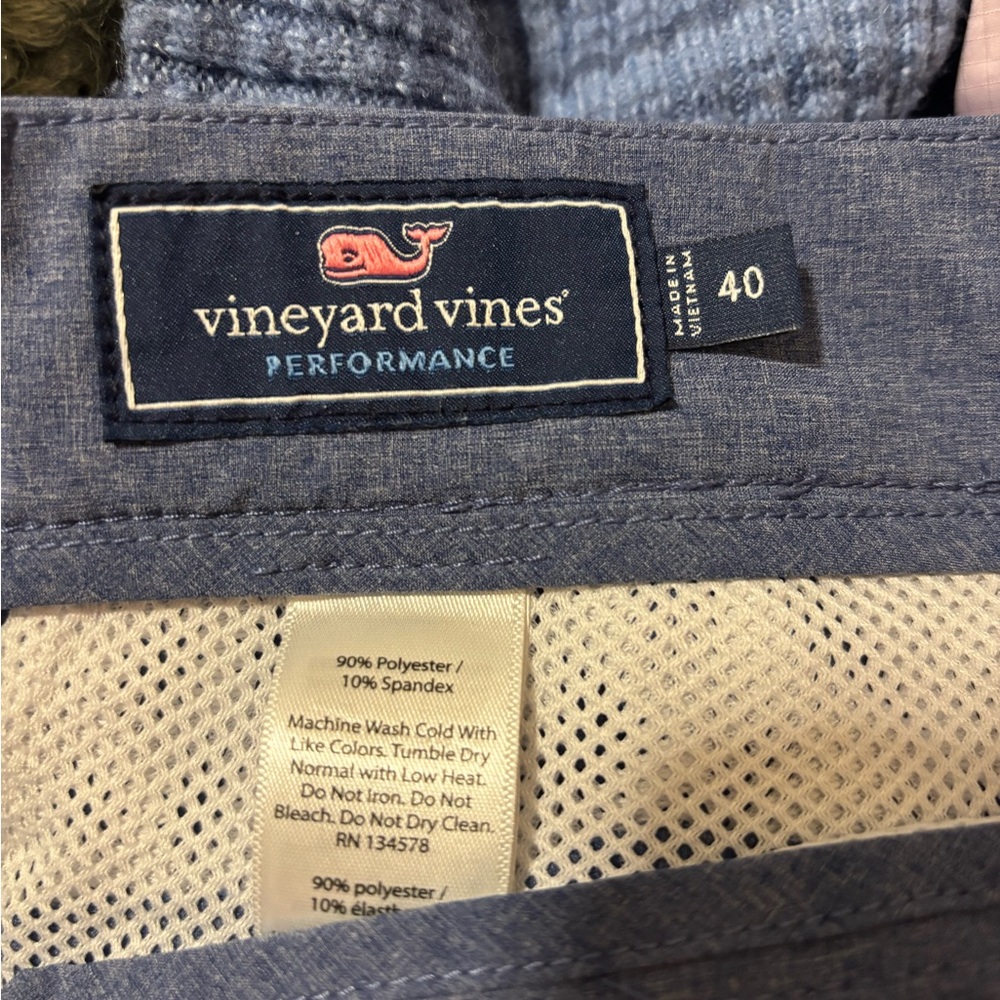 vineyard vines®
PERFORMANCE
MADE IN
VIETNAM
40
90% Polyester /
10% Spandex
Machine Wash Cold With
Like Colors. Tumble Dry
Normal with Low Heat.
Do Not Iron. Do Not
Bleach. Do Not Dry Clean.
RN 134578
90% polyester /
10%